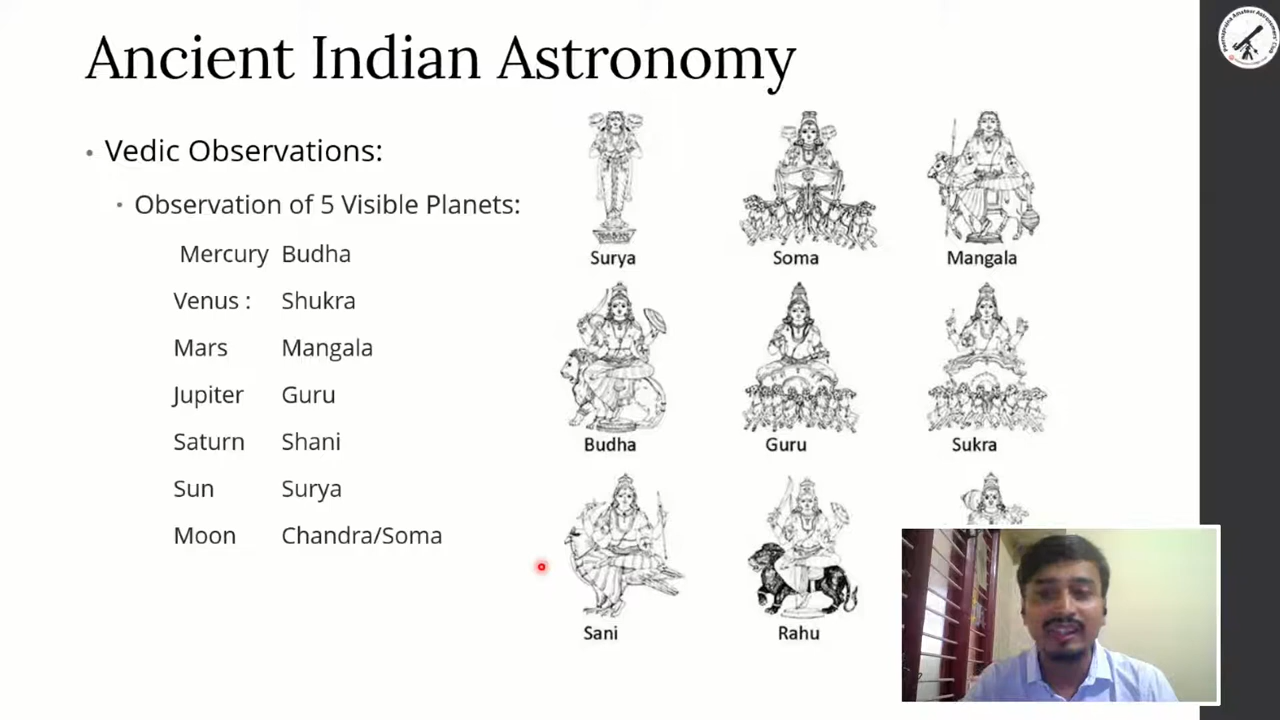 Ancient Indian Astronomy
• Vedic Observations:
• Observation of 5 Visible Planets:
Mercury Budha
Venus : Shukra
Mars Mangala
Jupiter Guru
Saturn Shani
Sun Surya
Moon Chandra/Soma
Surya Soma Mangala
Budha Guru Sukra
Sani Rahu